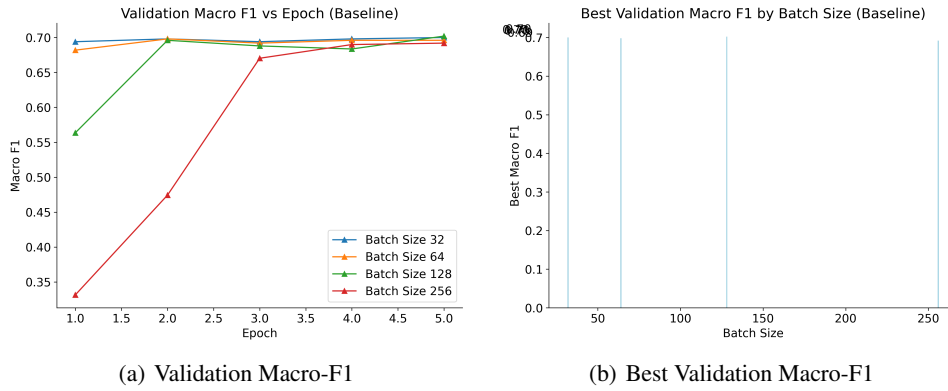 Validation Macro F1 vs Epoch (Baseline)
0.70
0.65
0.60
0.55
0.50
0.45
0.40
0.35
Macro F1
Batch Size 32
Batch Size 64
Batch Size 128
Batch Size 256
1.0 1.5 2.0 2.5 3.0 3.5 4.0 4.5 5.0
Epoch
(a) Validation Macro-F1
Best Validation Macro F1 by Batch Size (Baseline)
0.7
0.6
0.5
0.4
0.3
0.2
0.1
0.0
Best Macro F1
50 100 150 200 250
Batch Size
(b) Best Validation Macro-F1